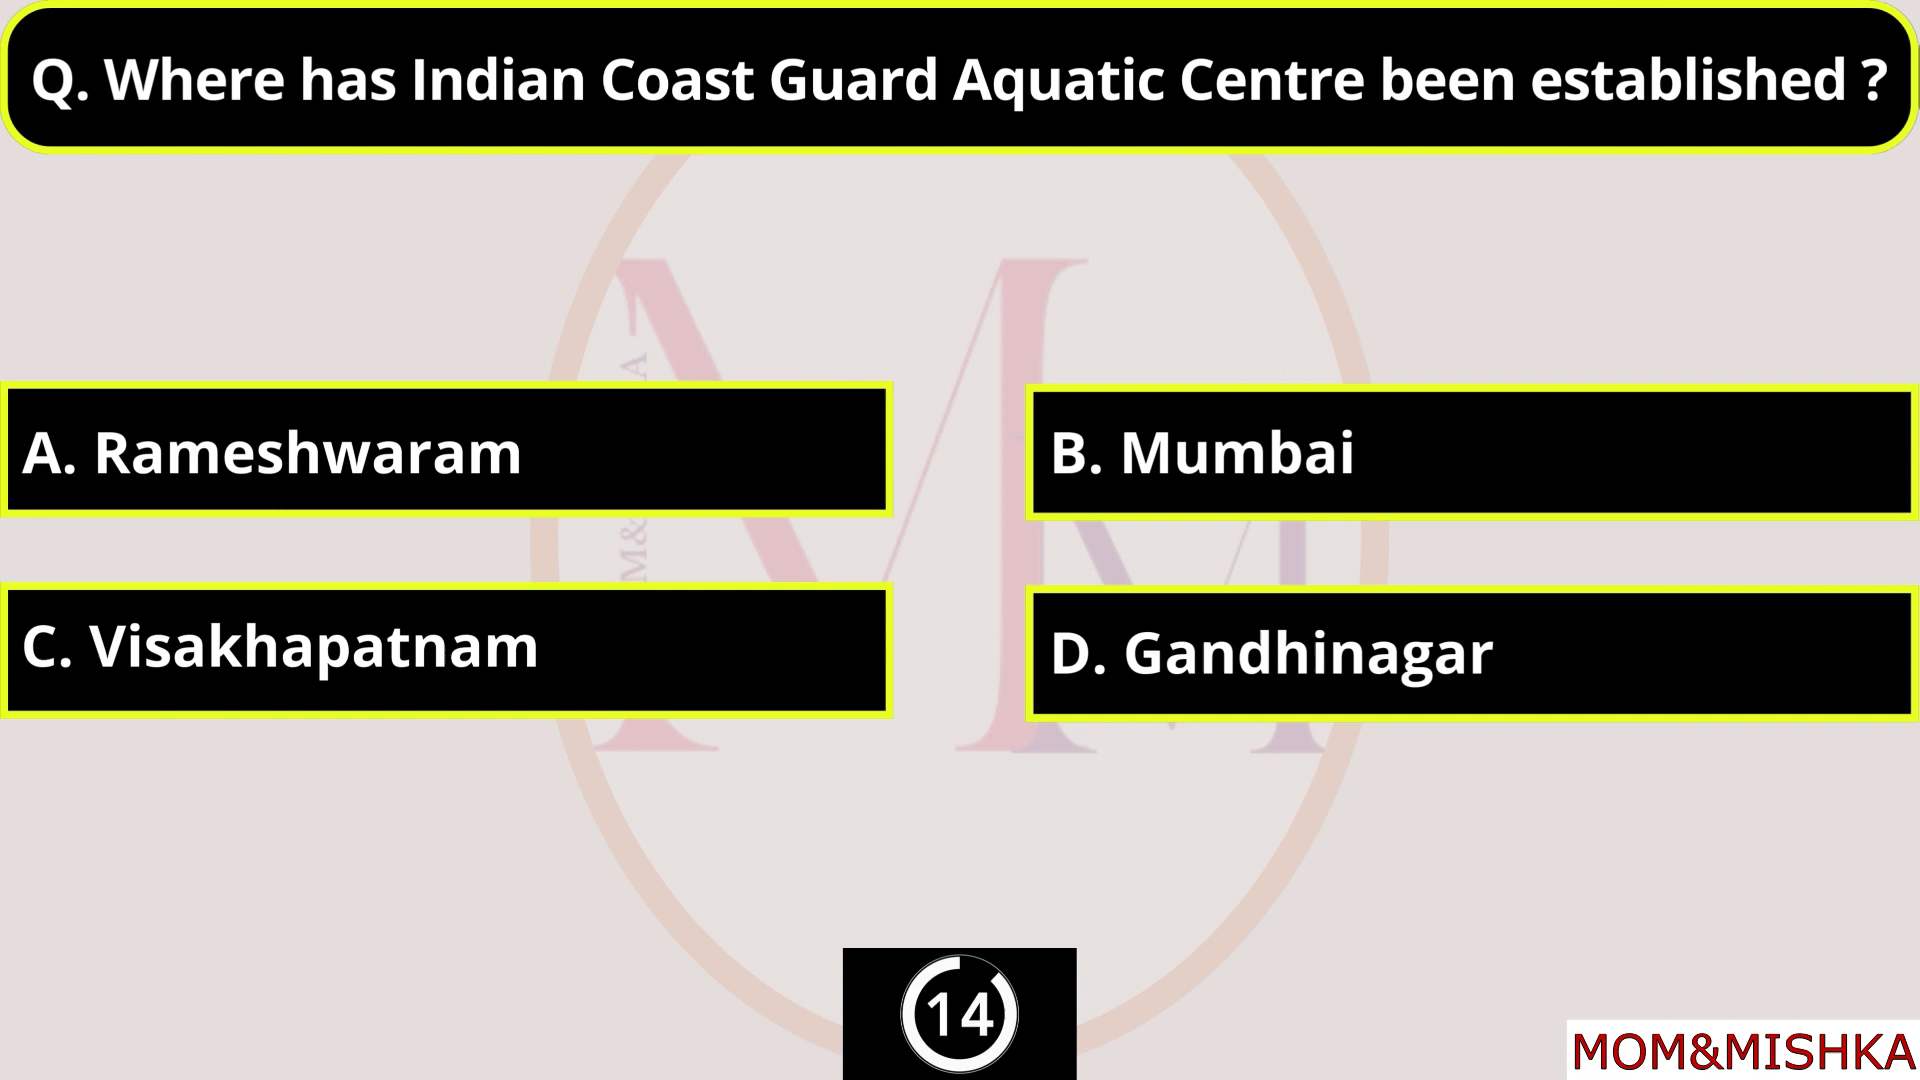 Q. Where has Indian Coast Guard Aquatic Centre been established ?
A. Rameshwaram
B. Mumbai
C. Visakhapatnam
D. Gandhinagar
M&
A
14
MOM&MISHKA